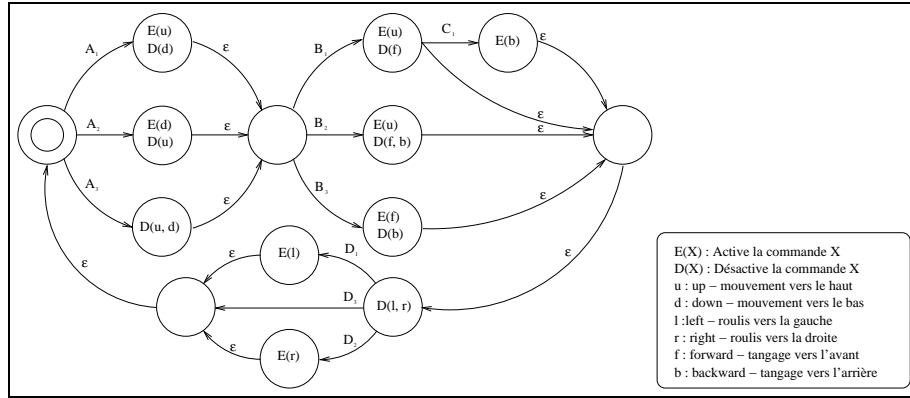 E(u)
D(d)
A₁
ε
E(d)
D(u)
A₂
ε
D(u, d)
A₃
ε
B₁
E(u)
D(f)
C₁
E(b)
ε
ε
B₂
E(u)
D(f, b)
ε
B₃
E(f)
D(b)
ε
ε
ε
E(l)
D₁
ε
D₃
D(l, r)
ε
E(r)
D₂
E(X) : Active la commande X
D(X) : Désactive la commande X
u : up – mouvement vers le haut
d : down – mouvement vers le bas
l :left – roulis vers la gauche
r : right – roulis vers la droite
f : forward – tangage vers l'avant
b : backward – tangage vers l'arrière